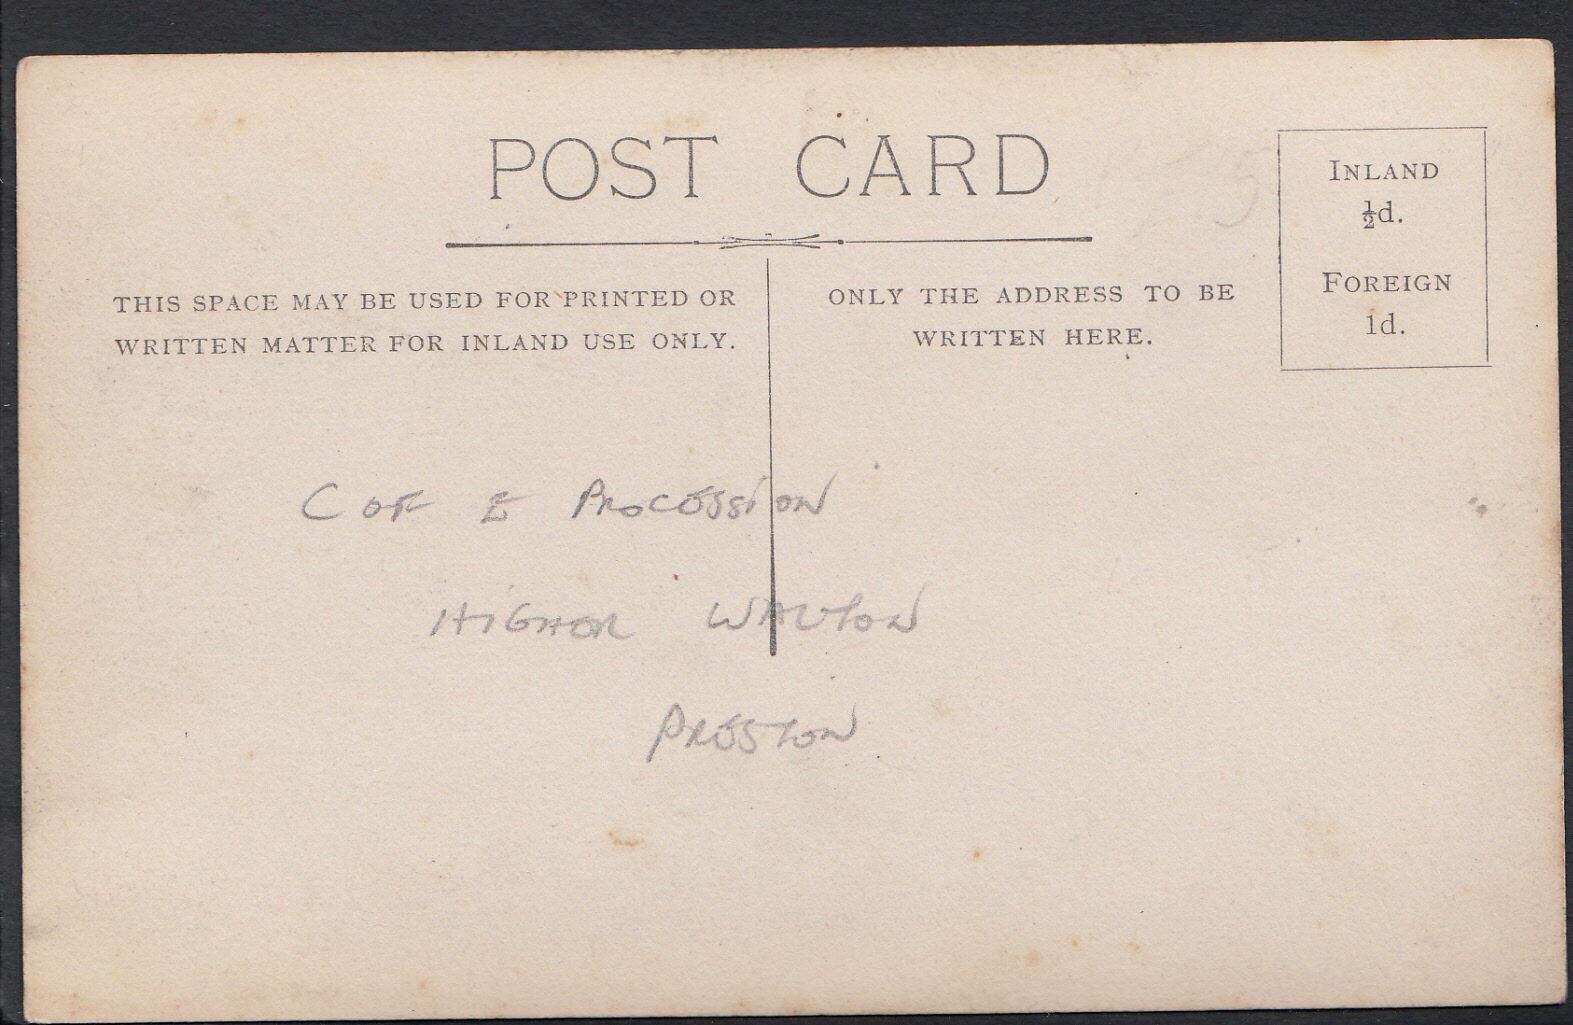 POST CARD
INLAND
½d.
FOREIGN
1d.
THIS SPACE MAY BE USED FOR PRINTED OR
WRITTEN MATTER FOR INLAND USE ONLY.
ONLY THE ADDRESS TO BE
WRITTEN HERE.
C OF E PROCESSION
HIGHER WALTON
PRESTON